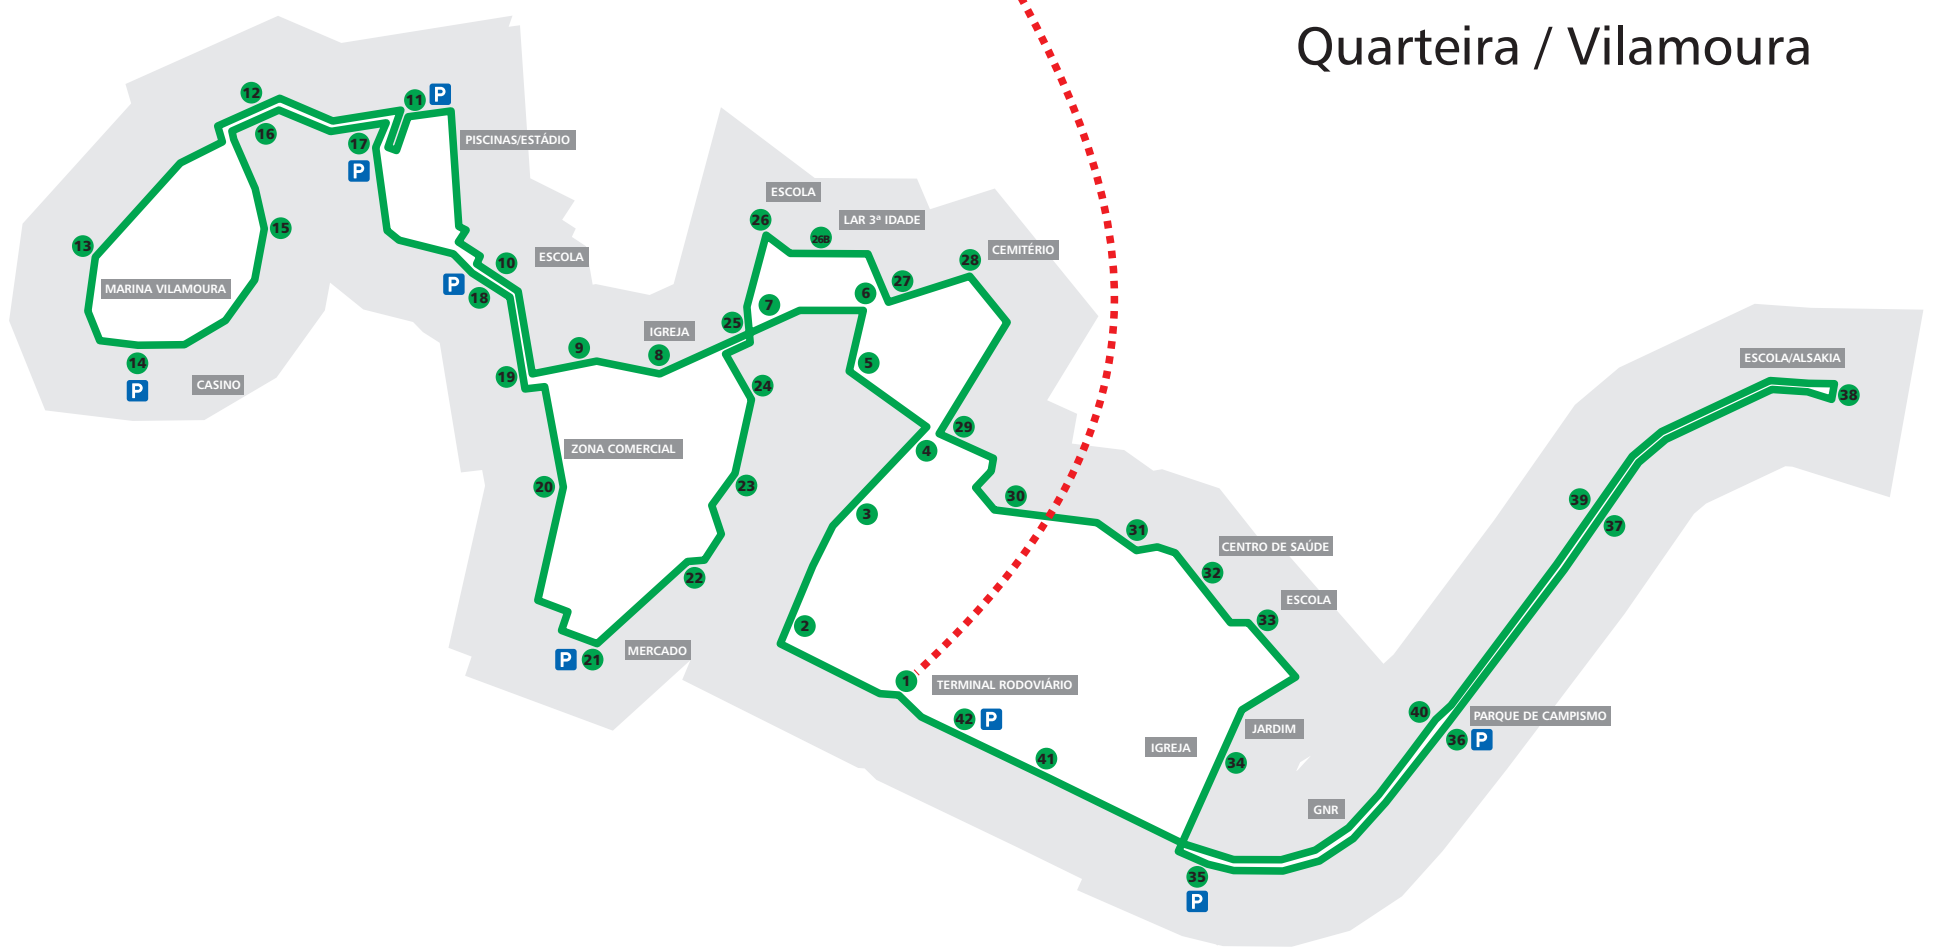 Quarteira / Vilamoura
12
11
P
16
17
P
PISCINAS/ESTÁDIO
ESCOLA
26
LAR 3ª IDADE
26B
13
15
10
ESCOLA
CEMITÉRIO
28
27
MARINA VILAMOURA
P
18
7
6
25
IGREJA
9
8
14
P
CASINO
19
24
5
ESCOLA/ALSAKIA
38
ZONA COMERCIAL
29
4
20
23
3
30
39
37
31
CENTRO DE SAÚDE
32
22
ESCOLA
33
2
MERCADO
P
21
1
TERMINAL RODOVIÁRIO
42
P
40
PARQUE DE CAMPISMO
36
P
JARDIM
IGREJA
34
41
GNR
35
P